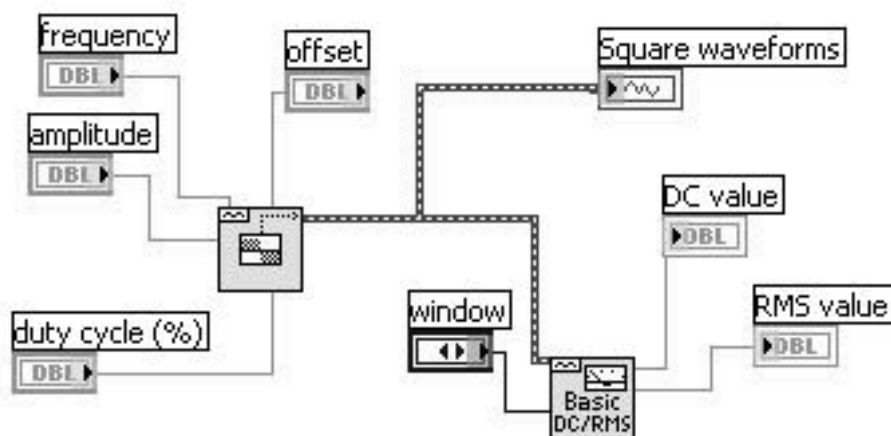 frequency
DBL
offset
DBL
Square waveforms
amplitude
DBL
DC value
DBL
window
RMS value
DBL
duty cycle (%)
DBL
Basic
DC/RMS